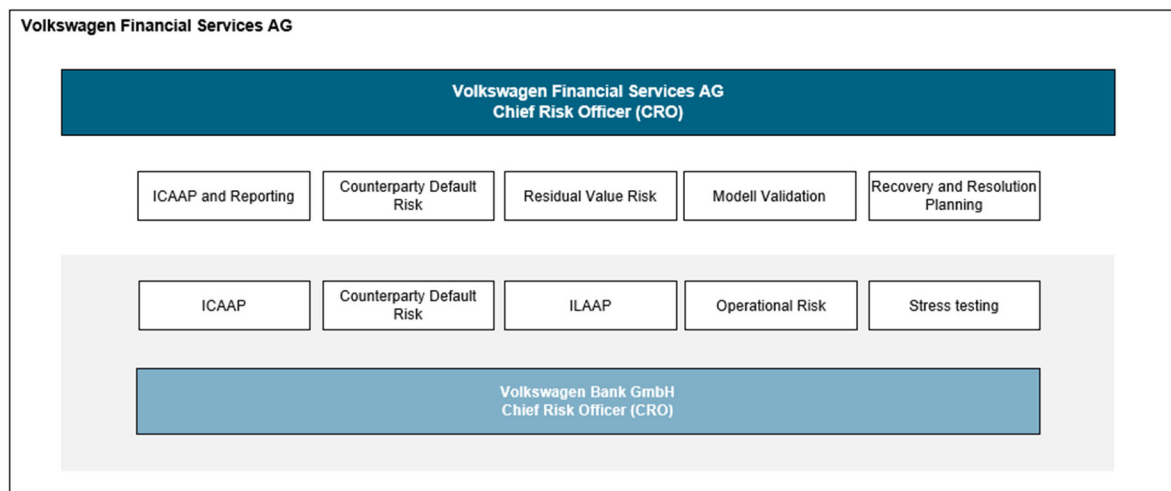 Volkswagen Financial Services AG
Volkswagen Financial Services AG
Chief Risk Officer (CRO)
ICAAP and Reporting
Counterparty Default
Risk
Residual Value Risk
Modell Validation
Recovery and Resolution
Planning
ICAAP
Counterparty Default
Risk
ILAAP
Operational Risk
Stress testing
Volkswagen Bank GmbH
Chief Risk Officer (CRO)